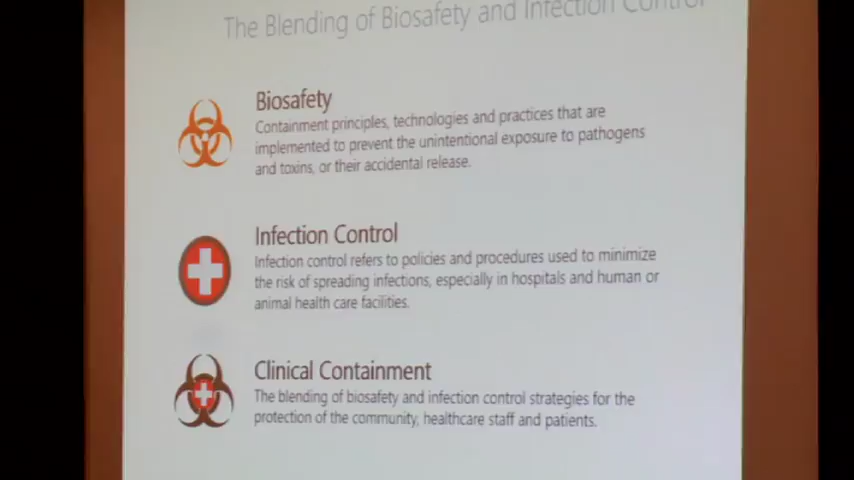 The Blending of Biosafety and Infection Control
Biosafety
Containment principles, technologies and practices that are
implemented to prevent the unintentional exposure to pathogens
and toxins, or their accidental release.
Infection Control
Infection control refers to policies and procedures used to minimize
the risk of spreading infections, especially in hospitals and human or
animal health care facilities.
Clinical Containment
The blending of biosafety and infection control strategies for the
protection of the community, healthcare staff and patients.